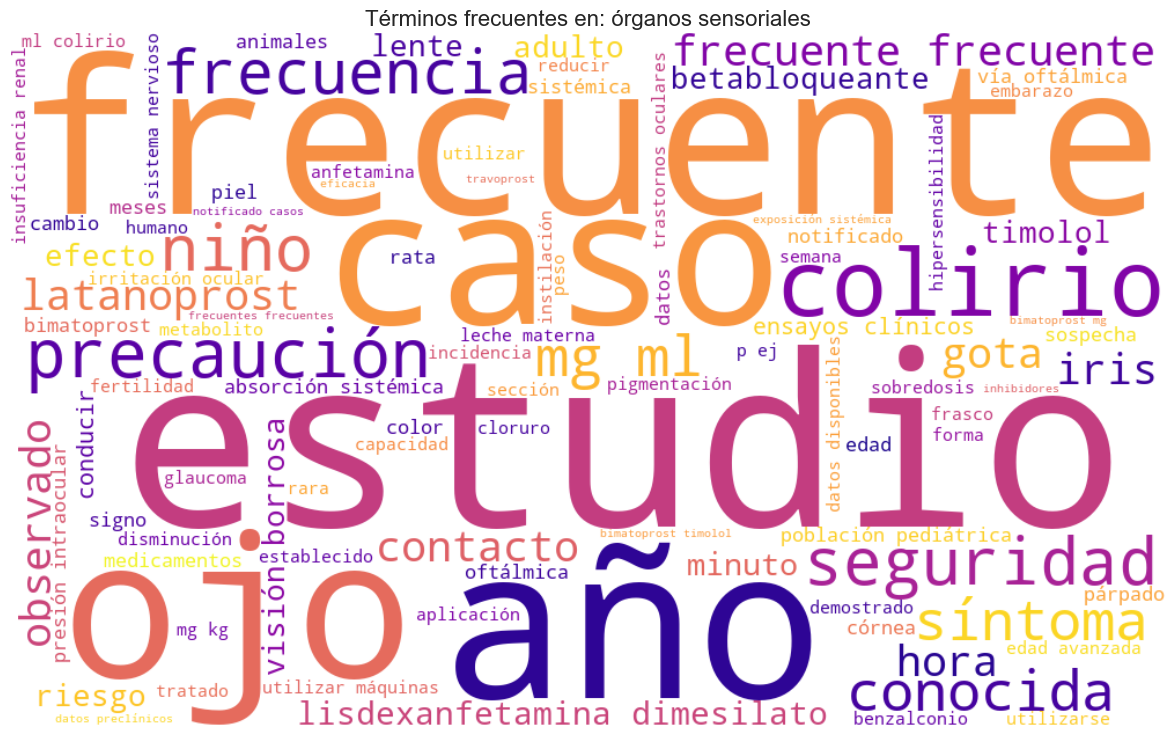 Términos frecuentes en: órganos sensoriales
ml colirio
animales
lente
adulto
frecuente
frecuente
frecuencia
reducir
sistémica
betabloqueante
vía oftálmica
embarazo
insuficiencia renal
sistema nervioso
frecuente
trastornos oculares
hipersensibilidad
utilizar
anfetamina
travoprost
eficacia
piel
meses
notificado casos
cambio
humano
niño
caso
exposición sistémica
notificado
timolol
efecto
rata
instilación
peso
datos
semana
colirio
irritación ocular
latanoprost
frecuentes frecuentes
bimatoprost
metabolito
leche materna
ensayos clínicos
bimatoprost mg
sospecha
precaución
incidencia
mg ml
p ej
gota
iris
fertilidad
absorción sistémica
sección
pigmentación
sobredosis
inhibidores
estudio
conducir
color
cloruro
capacidad
datos disponibles
edad
frasco
forma
observado
presión intraocular
glaucoma
visión borrosa
rara
signo
disminución
medicamentos
establecido
contacto
bimatoprost timolol
población pediátrica
minuto
seguridad
oftálmica
ojo
año
aplicación
demostrado
párpado
mg kg
córnea
síntoma
edad avanzada
hora
riesgo
tratado
utilizar máquinas
conocida
datos preclínicos
lisdexanfetamina dimesilato
benzalconio
utilizarse